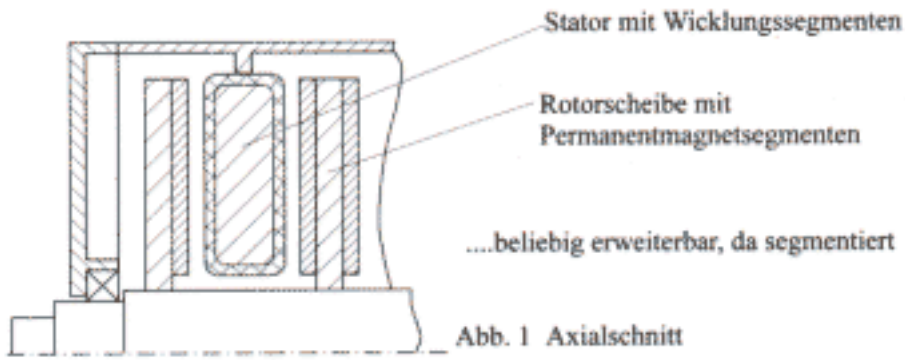 Stator mit Wicklungssegmenten
Rotorscheibe mit
Permanentmagnetsegmenten
....beliebig erweiterbar, da segmentiert
Abb. 1 Axialschnitt